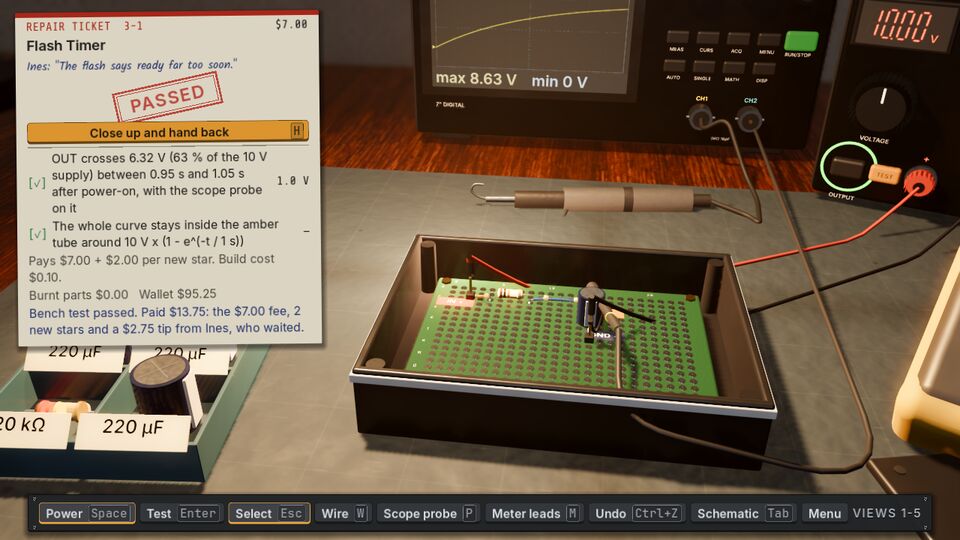 REPAIR TICKET 3-1 $7.00
Flash Timer
Ines: "The flash says ready far too soon."
PASSED
Close up and hand back H
OUT crosses 6.32 V (63 % of the 10 V
supply) between 0.95 s and 1.05 s
[✓] after power-on, with the scope probe 1.0 V
on it
The whole curve stays inside the amber
[✓] tube around 10 V x (1 - e^(-t / 1 s)) –
Pays $7.00 + $2.00 per new star. Build cost
$0.10.
Burnt parts $0.00 Wallet $95.25
Bench test passed. Paid $13.75: the $7.00 fee, 2
new stars and a $2.75 tip from Ines, who waited.
max 8.63 V min 0 V
7" DIGITAL
MEAS CURS ACQ MENU RUN/STOP
AUTO SINGLE MATH DISP
CH1 CH2
10.00 V
VOLTAGE
OUTPUT
TEST
+
220 µF 220 µF
20 kΩ 220 µF
GND
Power Space Test Enter Select Esc Wire W Scope probe P Meter leads M Undo Ctrl+Z Schematic Tab Menu VIEWS 1-5